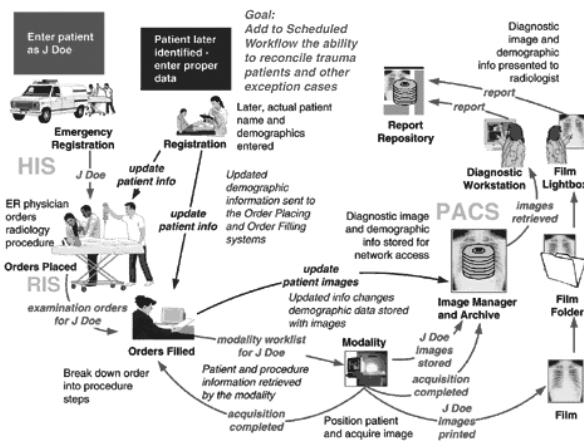 Enter patient
as J Doe
Patient later
identified -
enter proper
data
Goal:
Add to Scheduled
Workflow the ability
to reconcile trauma
patients and other
exception cases
Diagnostic
image and
demographic
info presented to
radiologist
Emergency
Registration
Registration
Later, actual patient
name and
demographics
entered
report
report
Report
Repository
Diagnostic
Workstation
Film
Lightbox
HIS
J Doe
update
patient info
update
patient info
Updated
demographic
information sent to
the Order Placing
and Order Filling
systems
ER physician
orders
radiology
procedure
Orders Placed
RIS
PACS
images
retrieved
Diagnostic image
and demographic
info stored for
network access
update
patient images
Updated info changes
demographic data stored
with images
Image Manager
and Archive
Film
Folder
examination orders
for J Doe
Orders Filled
modality worklist
for J Doe
Modality
J Doe
images
stored
Break down order
into procedure
steps
Patient and procedure
information retrieved
by the modality
acquisition
completed
acquisition
completed
Position patient
and acquire image
J Doe
images
printed
Film